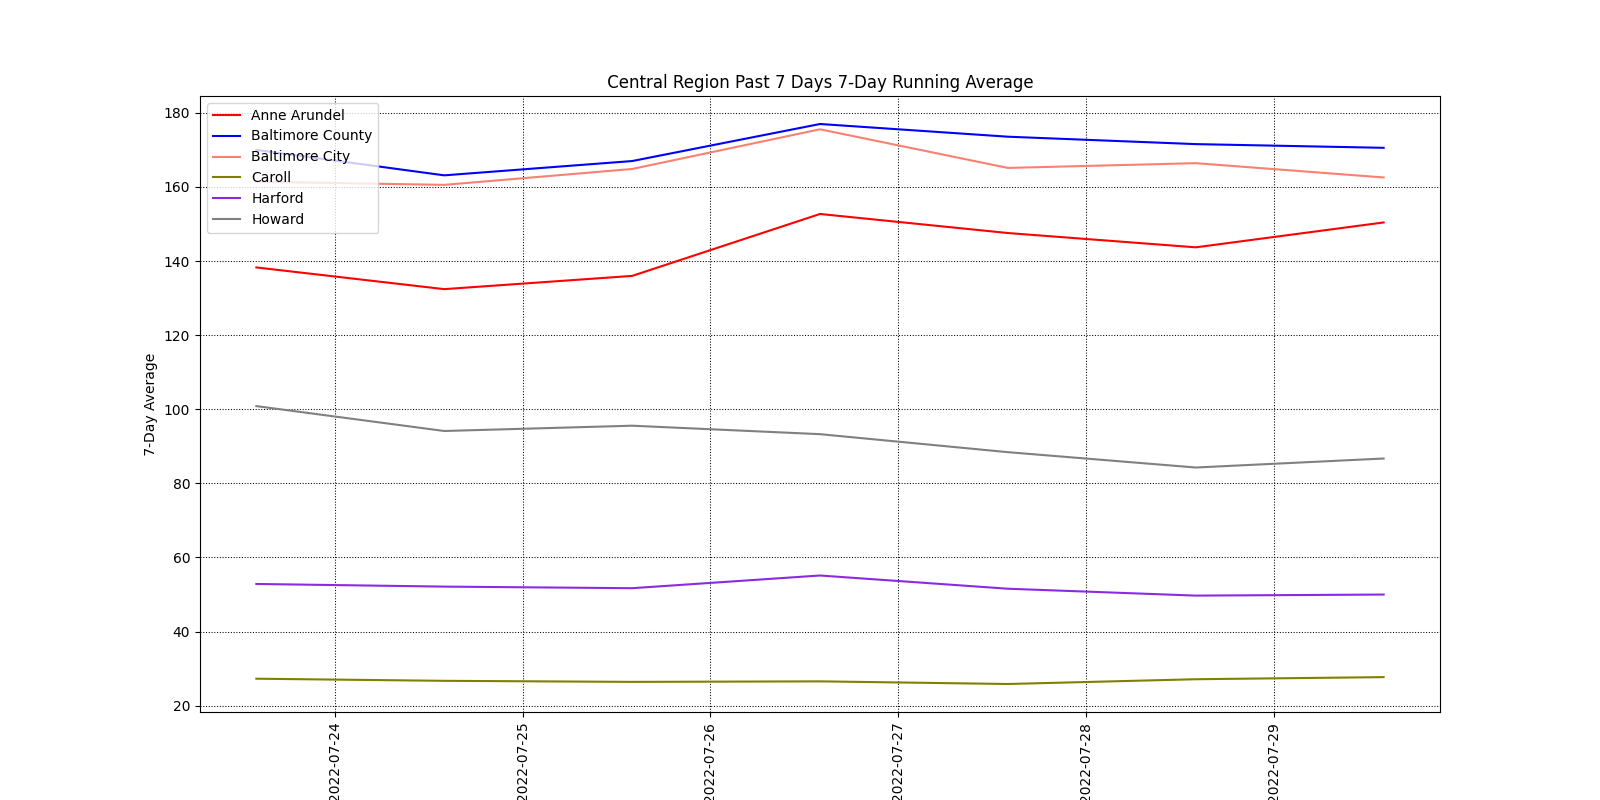 Central Region Past 7 Days 7-Day Running Average
Anne Arundel
Baltimore County
Baltimore City
Caroll
Harford
Howard
7-Day Average
180
160
140
120
100
80
60
40
20
2022-07-24
2022-07-25
2022-07-26
2022-07-27
2022-07-28
2022-07-29